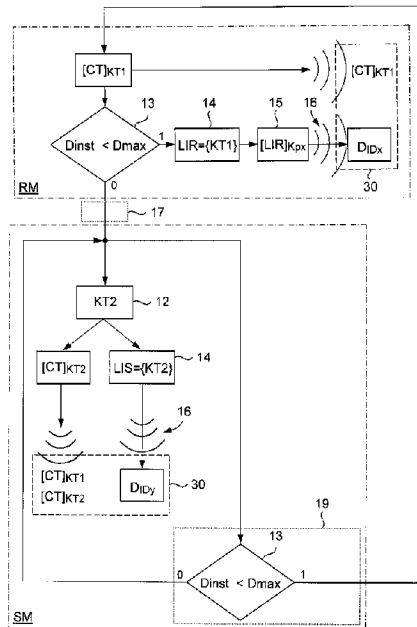 [CT]KT1
[CT]KT1
13
14
15
16
Dinst < Dmax
1
LIR={KT1}
[LIR]Kpx
DIDx
0
30
RM
17
KT2
12
[CT]KT2
LIS={KT2}
14
16
[CT]KT1
[CT]KT2
DIDy
30
19
13
0
Dinst < Dmax
1
SM